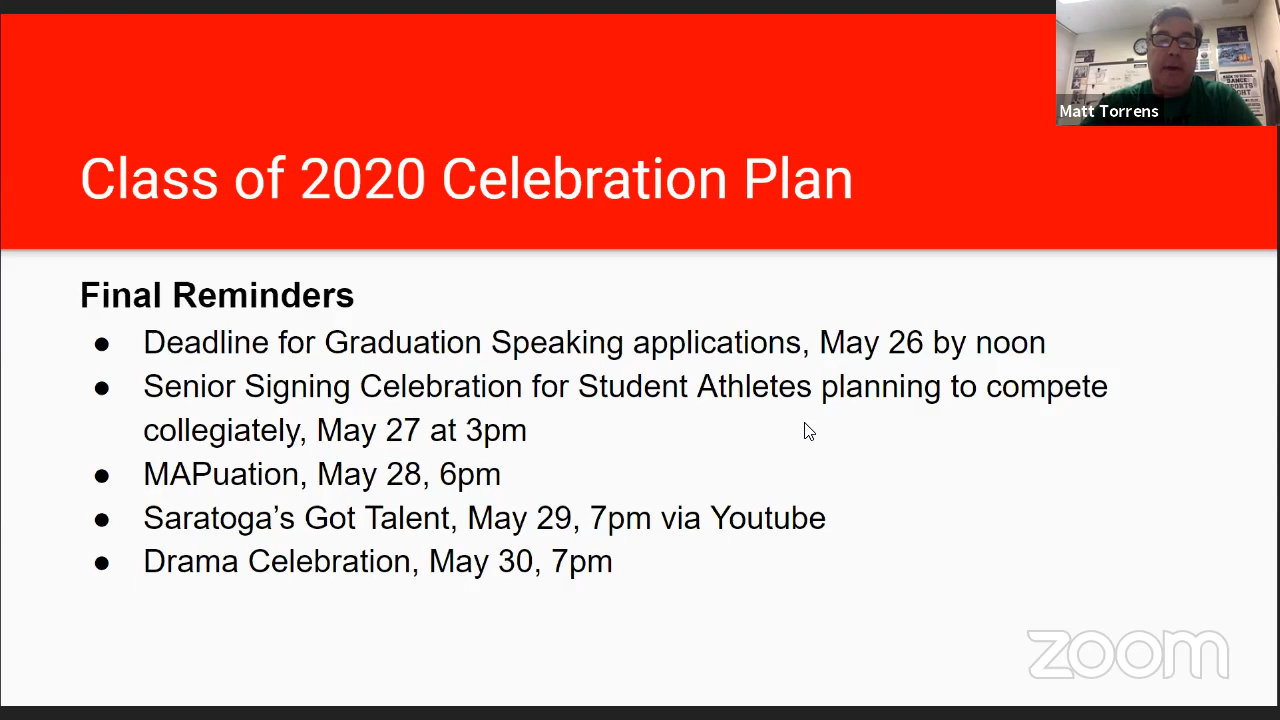 Matt Torrens
Class of 2020 Celebration Plan
Final Reminders
● Deadline for Graduation Speaking applications, May 26 by noon
● Senior Signing Celebration for Student Athletes planning to compete
collegiately, May 27 at 3pm
● MAPuation, May 28, 6pm
● Saratoga’s Got Talent, May 29, 7pm via Youtube
● Drama Celebration, May 30, 7pm
zoom